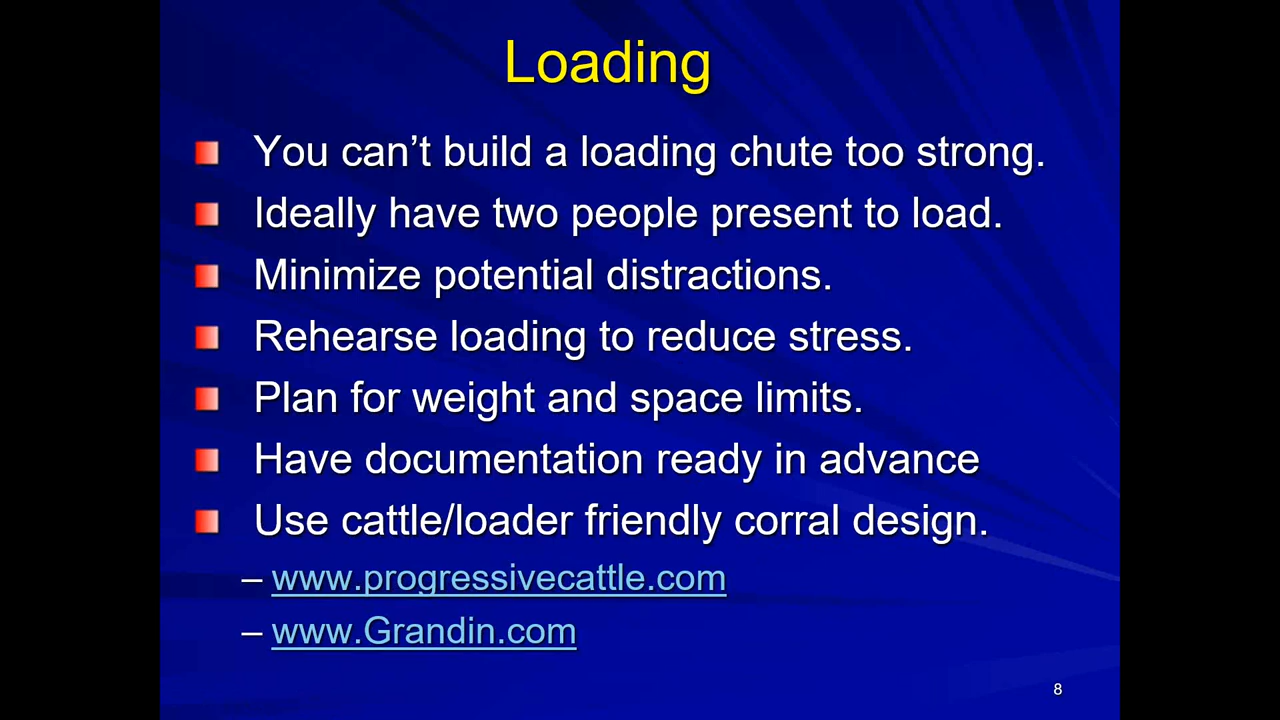 Loading
You can’t build a loading chute too strong.
Ideally have two people present to load.
Minimize potential distractions.
Rehearse loading to reduce stress.
Plan for weight and space limits.
Have documentation ready in advance
Use cattle/loader friendly corral design.
– www.progressivecattle.com
– www.Grandin.com
8